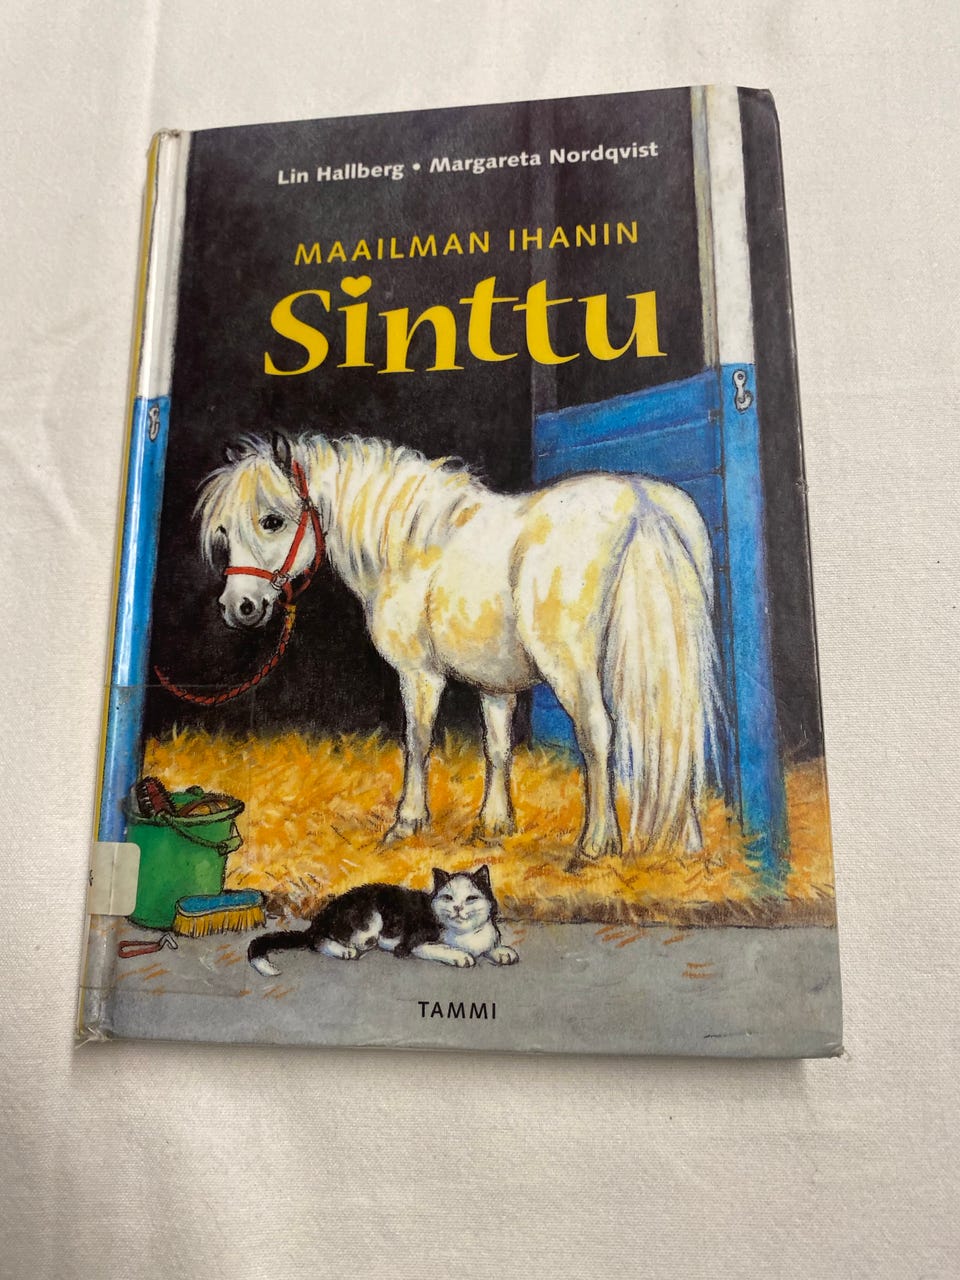 Lin Hallberg • Margareta Nordqvist
MAAILMAN IHANIN
Sinttu
TAMMI